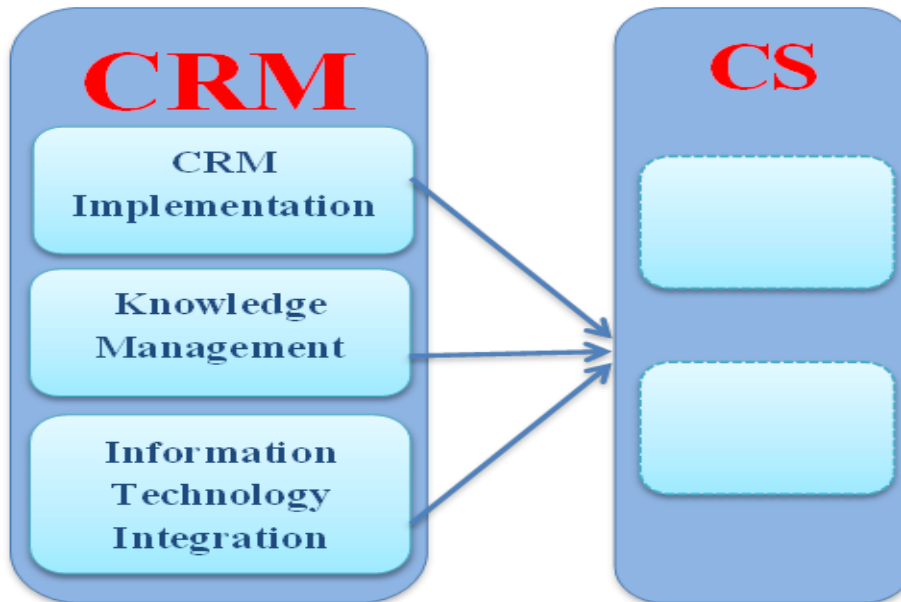 CRM
CRM
Implementation
Knowledge
Management
Information
Technology
Integration
CS